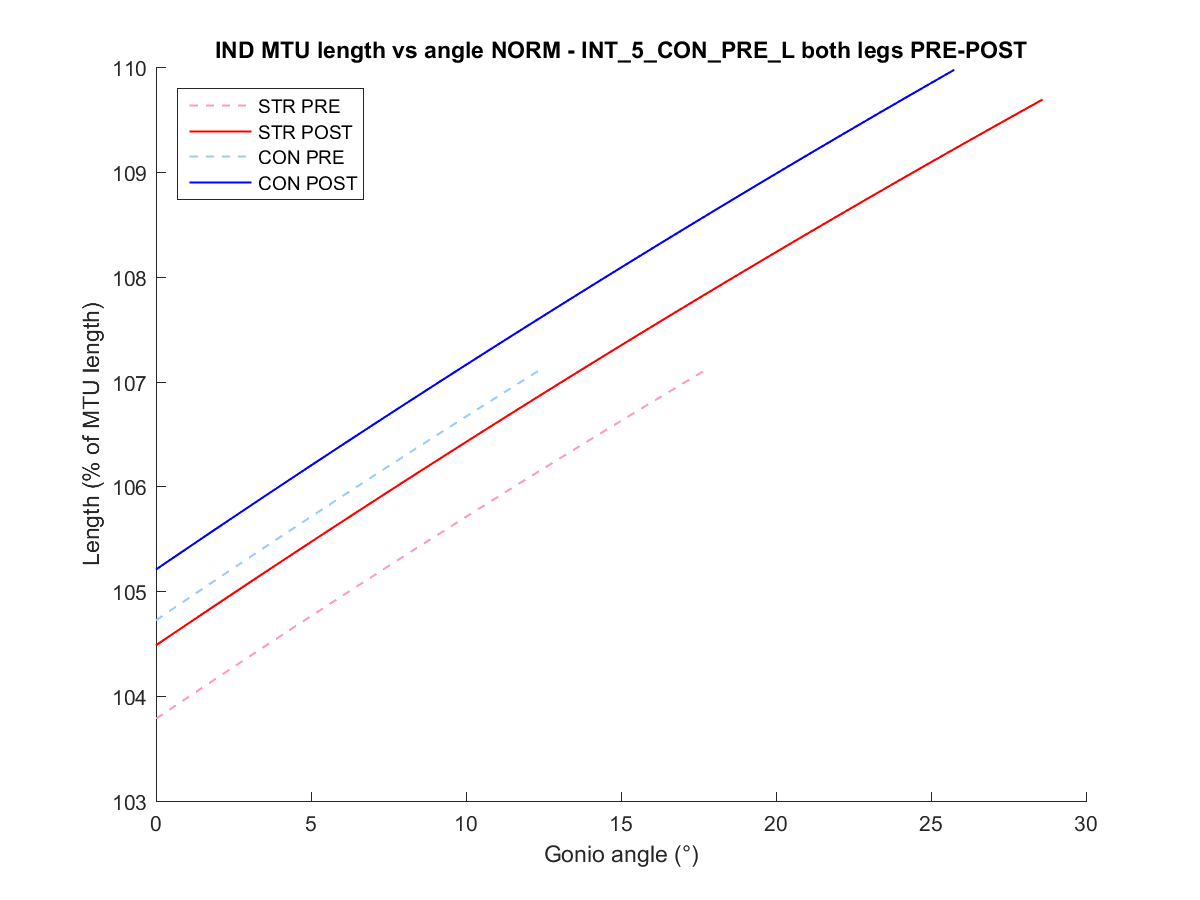 IND MTU length vs angle NORM - INT_5_CON_PRE_L both legs PRE-POST
110
109
108
107
106
105
104
103
0
5
10
15
20
25
30
STR PRE
STR POST
CON PRE
CON POST
Length (% of MTU length)
Gonio angle (°)